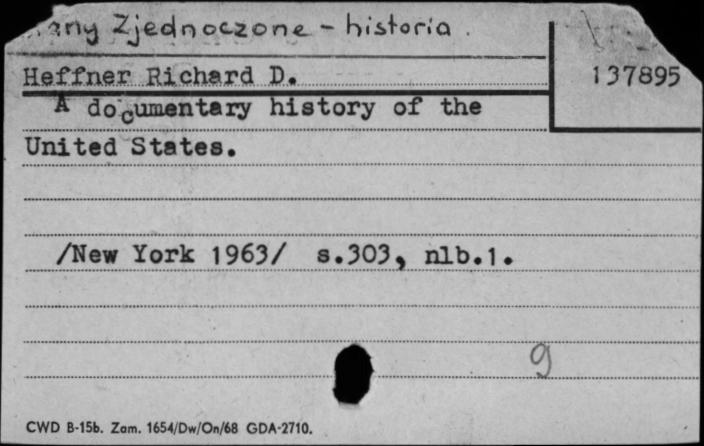 Zjednoczone - historia.
Heffner Richard D.
137895
A documentary history of the
United States.
/New York 1963/ s.303, nlb.1.
9
CWD B-15b. Zam. 1654/Dw/On/68 GDA-2710.